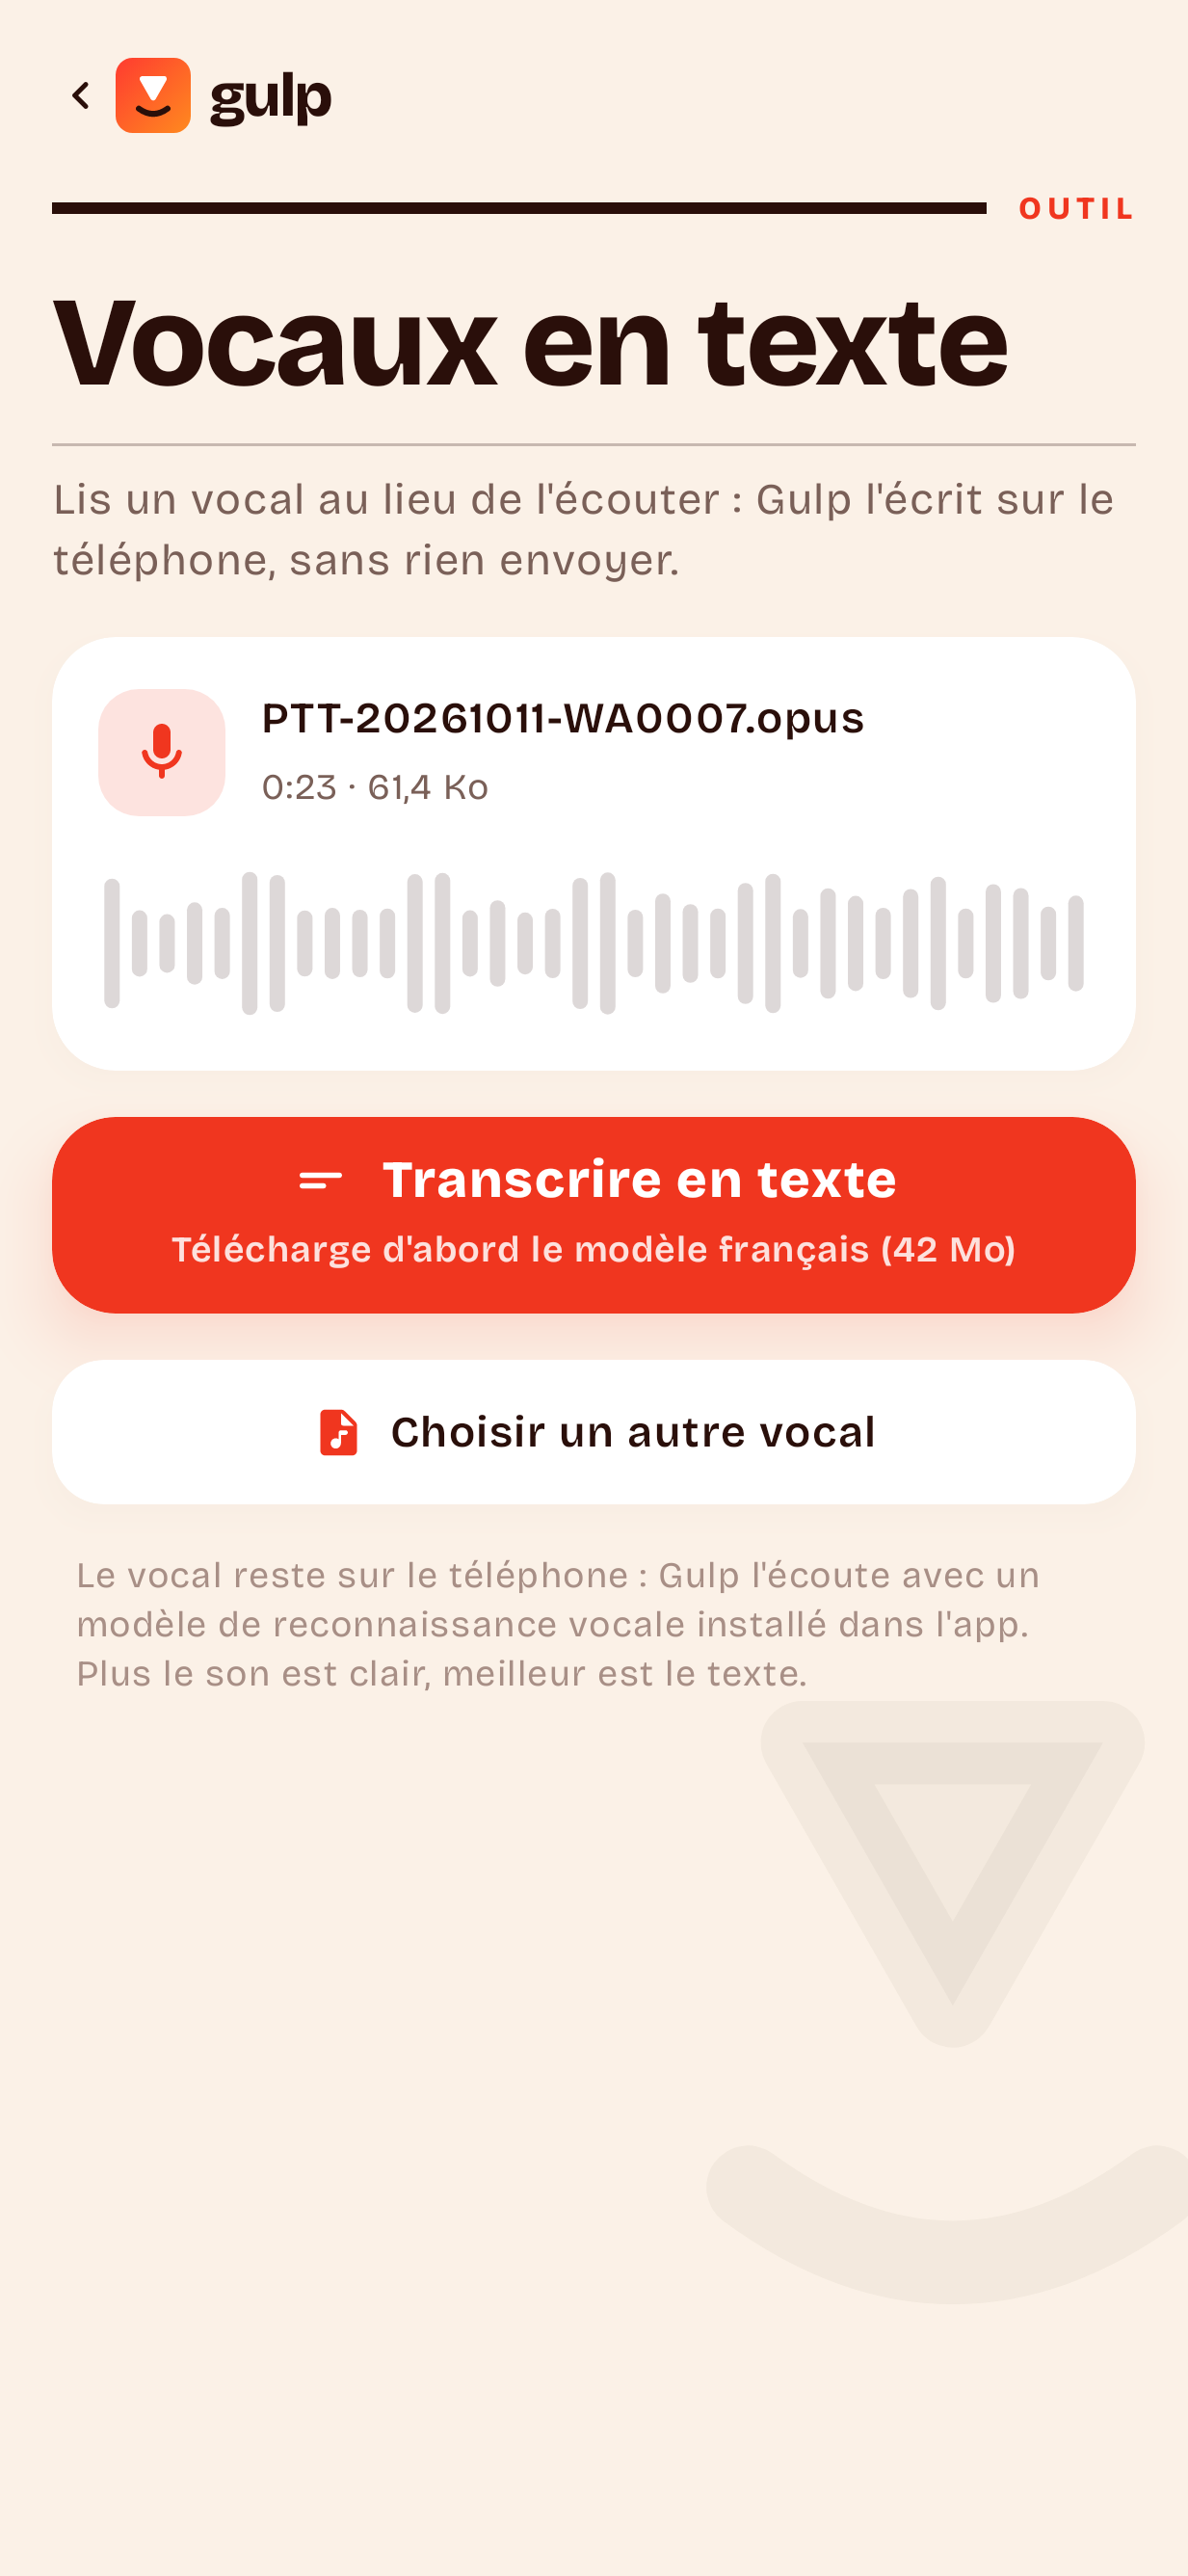 gulp
OUTIL
Vocaux en texte
Lis un vocal au lieu de l'écouter : Gulp l'écrit sur le
téléphone, sans rien envoyer.
PTT-20261011-WA0007.opus
0:23 · 61,4 Ko
Transcrire en texte
Télécharge d'abord le modèle français (42 Mo)
Choisir un autre vocal
Le vocal reste sur le téléphone : Gulp l'écoute avec un
modèle de reconnaissance vocale installé dans l'app.
Plus le son est clair, meilleur est le texte.